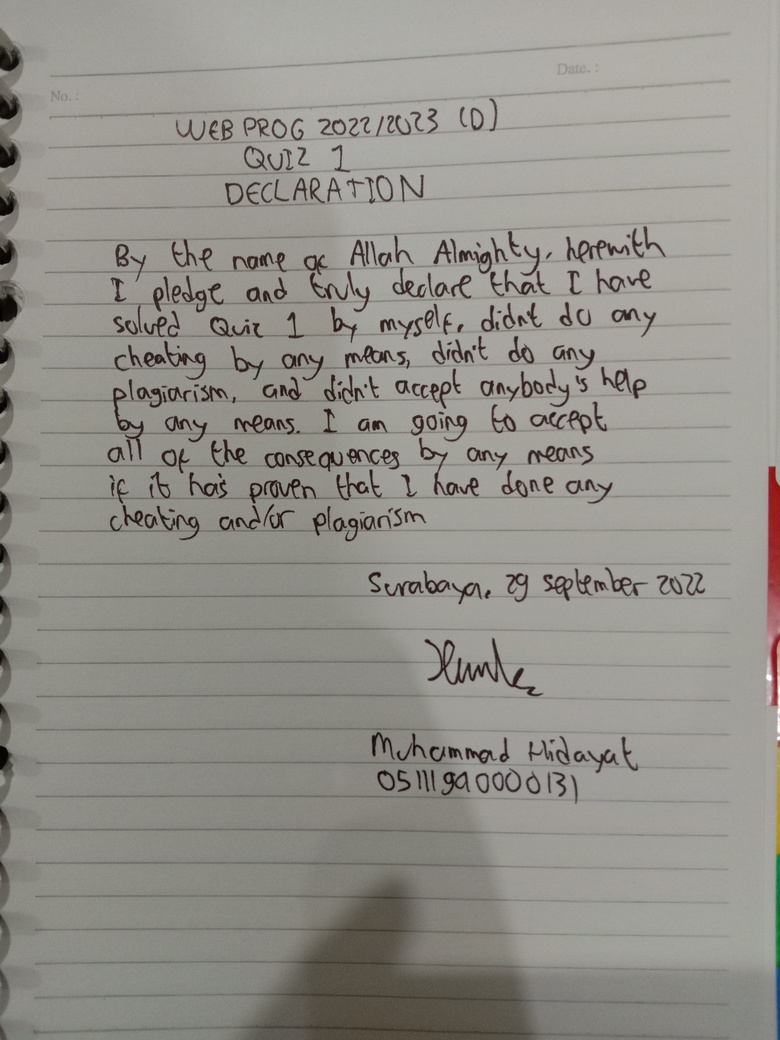 No. :
Date. :
WEB PROG 2022/2023 (D)
QUIZ 1
DECLARATION
By the name of Allah Almighty, herewith
I pledge and truly declare that I have
solved Quiz 1 by myself, didn't do any
cheating by any means, didn't do any
plagiarism, and didn't accept anybody's help
by any means. I am going to accept
all of the consequences by any means
if it has proven that I have done any
cheating and/or plagiarism
Surabaya, 29 september 2022
Muhammad Hidayat
05111940000131